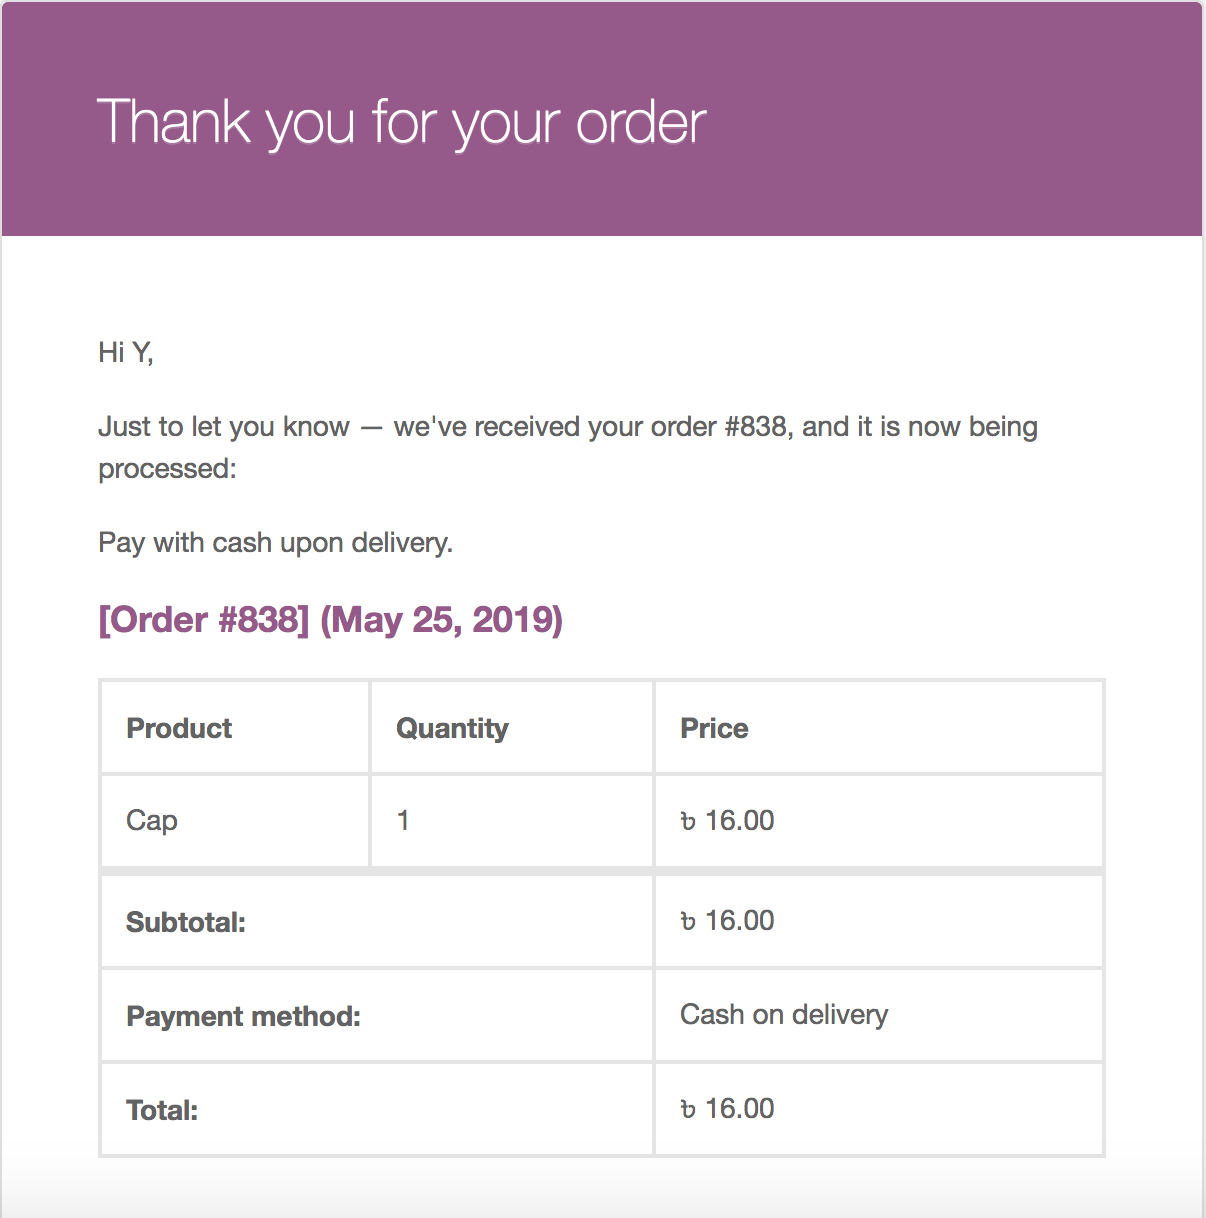 Thank you for your order
Hi Y,
Just to let you know — we've received your order #838, and it is now being
processed:
Pay with cash upon delivery.
[Order #838] (May 25, 2019)
Product Quantity Price
Cap 1 ৳ 16.00
Subtotal: ৳ 16.00
Payment method: Cash on delivery
Total: ৳ 16.00